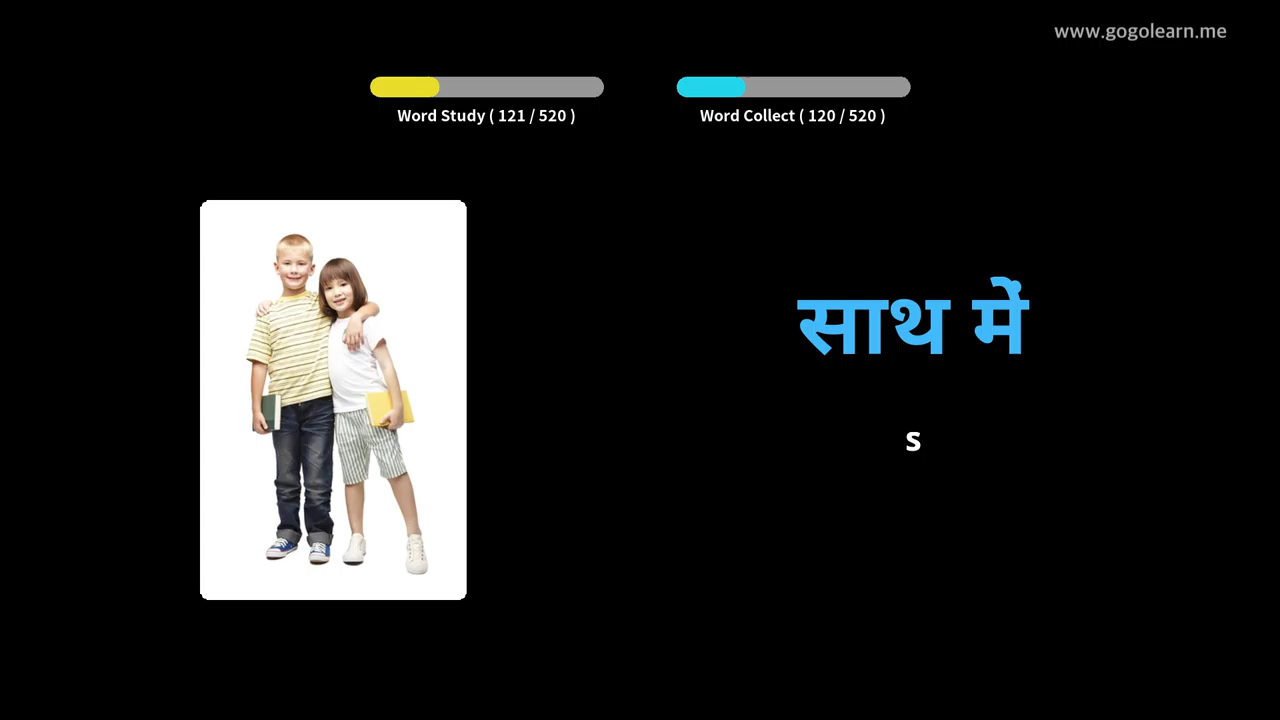 www.gogolearn.me
Word Study ( 121 / 520 )
Word Collect ( 120 / 520 )
साथ में
s